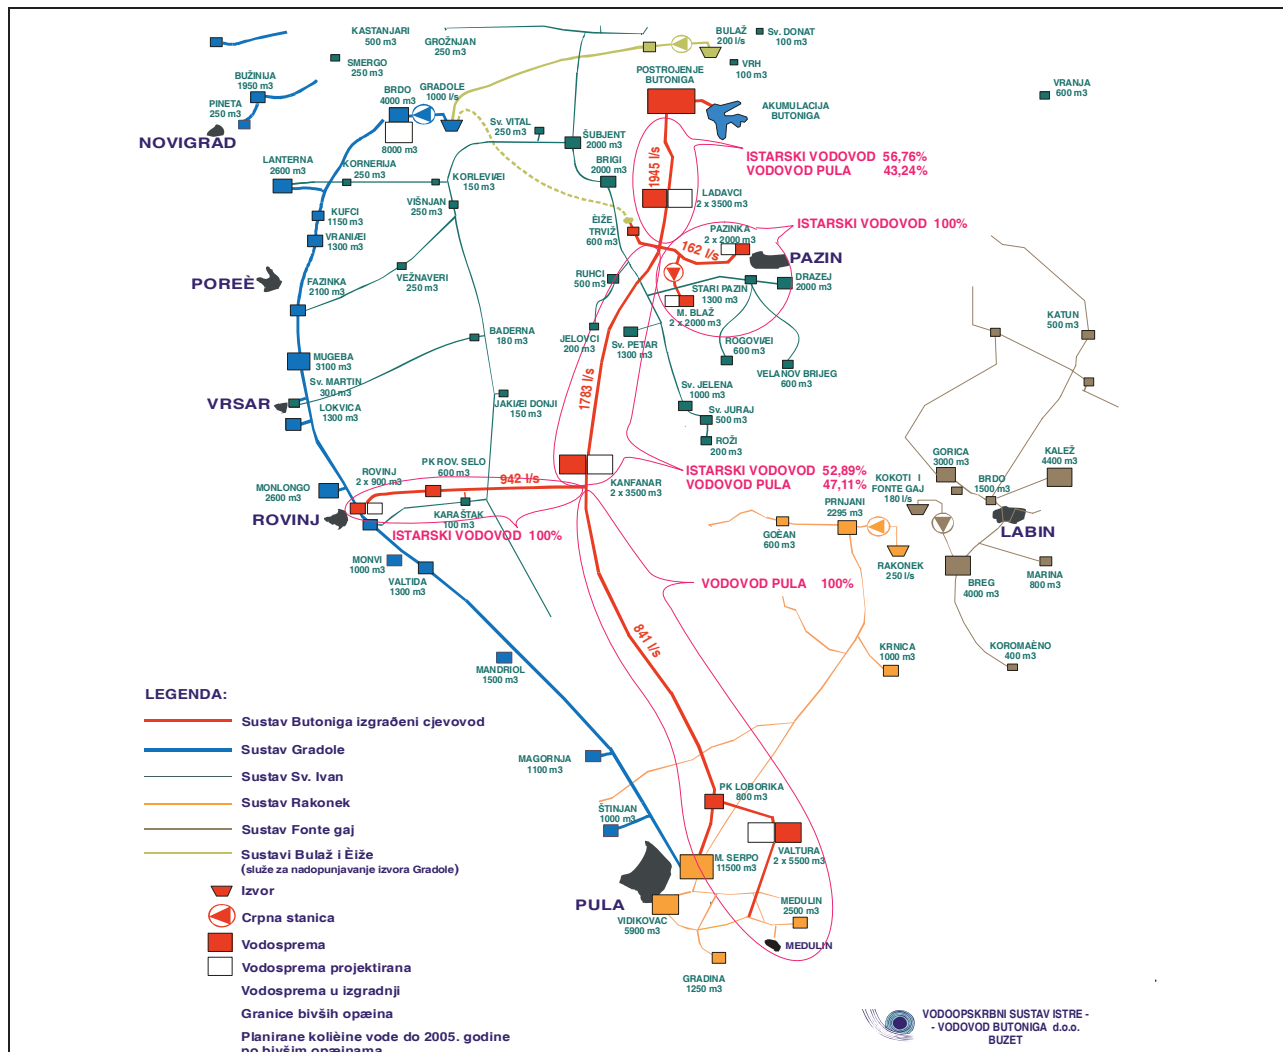 KASTANJARI
500 m3
GROŽNJAN
250 m3
SMERGO
250 m3
BULAŽ
200 l/s
Sv. DONAT
100 m3
VRH
100 m3
VRANJA
600 m3
BUŽINIJA
1950 m3
PINETA
250 m3
NOVIGRAD
BRDO
4000 m3
8000 m3
GRADOLE
1000 l/s
POSTROJENJE
BUTONIGA
AKUMULACIJA
BUTONIGA
Sv. VITAL
250 m3
ŠUBJENT
2000 m3
BRIGI
2000 m3
1945 l/s
ISTARSKI VODOVOD 56,76%
VODOVOD PULA 43,24%
LANTERNA
2600 m3
KORNERIJA
250 m3
KORLEVIÆI
150 m3
VIŠNJAN
250 m3
LADAVCI
2 x 3500 m3
KUFCI
1150 m3
VRANIÆI
1300 m3
ÈIŽE
TRVIŽ
600 m3
ISTARSKI VODOVOD 100%
PAZINKA
2 x 2000 m3
162 l/s
PAZIN
POREÈ
FAZINKA
2100 m3
VEŽNAVERI
250 m3
RUHCI
500 m3
STARI PAZIN
1300 m3
DRAZEJ
2000 m3
M. BLAŽ
2 x 2000 m3
KATUN
500 m3
BADERNA
180 m3
JELOVCI
200 m3
Sv. PETAR
1300 m3
ROGOVIÆI
600 m3
VELANOV BRIJEG
600 m3
MUGEBA
3100 m3
Sv. MARTIN
300 m3
VRSAR
LOKVICA
1300 m3
JAKIÆI DONJI
150 m3
1783 l/s
Sv. JELENA
1000 m3
Sv. JURAJ
500 m3
ROŽI
200 m3
ROVINJ
2 x 900 m3
PK ROV. SELO
600 m3
942 l/s
KANFANAR
2 x 3500 m3
ISTARSKI VODOVOD 52,89%
VODOVOD PULA 47,11%
GORICA
3000 m3
KALEŽ
4400 m3
KOKOTI I
FONTE GAJ
180 l/s
BRDO
1500 m3
LABIN
MONLONGO
2600 m3
ROVINJ
KARAŠTAK
100 m3
ISTARSKI VODOVOD 100%
PRNJANI
2295 m3
GOÈAN
600 m3
RAKONEK
250 l/s
BREG
4000 m3
MARINA
800 m3
MONVI
1000 m3
VALTIDA
1300 m3
VODOVOD PULA 100%
841 l/s
KRNICA
1000 m3
KOROMAÈNO
400 m3
MANDRIOL
1500 m3
MAGORNJA
1100 m3
ŠTINJAN
1000 m3
PK LOBORIKA
800 m3
VALTURA
2 x 5500 m3
M. SERPO
11500 m3
PULA
VIDIKOVAC
5900 m3
MEDULIN
2500 m3
MEDULIN
GRADINA
1250 m3
LEGENDA:
Sustav Butoniga izgraðeni cjevovod
Sustav Gradole
Sustav Sv. Ivan
Sustav Rakonek
Sustav Fonte gaj
Sustavi Bulaž i Èiže
(služe za nadopunjavanje izvora Gradole)
Izvor
Crpna stanica
Vodosprema
Vodosprema projektirana
Vodosprema u izgradnji
Granice bivših opæina
Planirane kolièine vode do 2005. godine
po bivšim opæinama
VODOOPSKRBNI SUSTAV ISTRE -
- VODOVOD BUTONIGA d.o.o.
BUZET